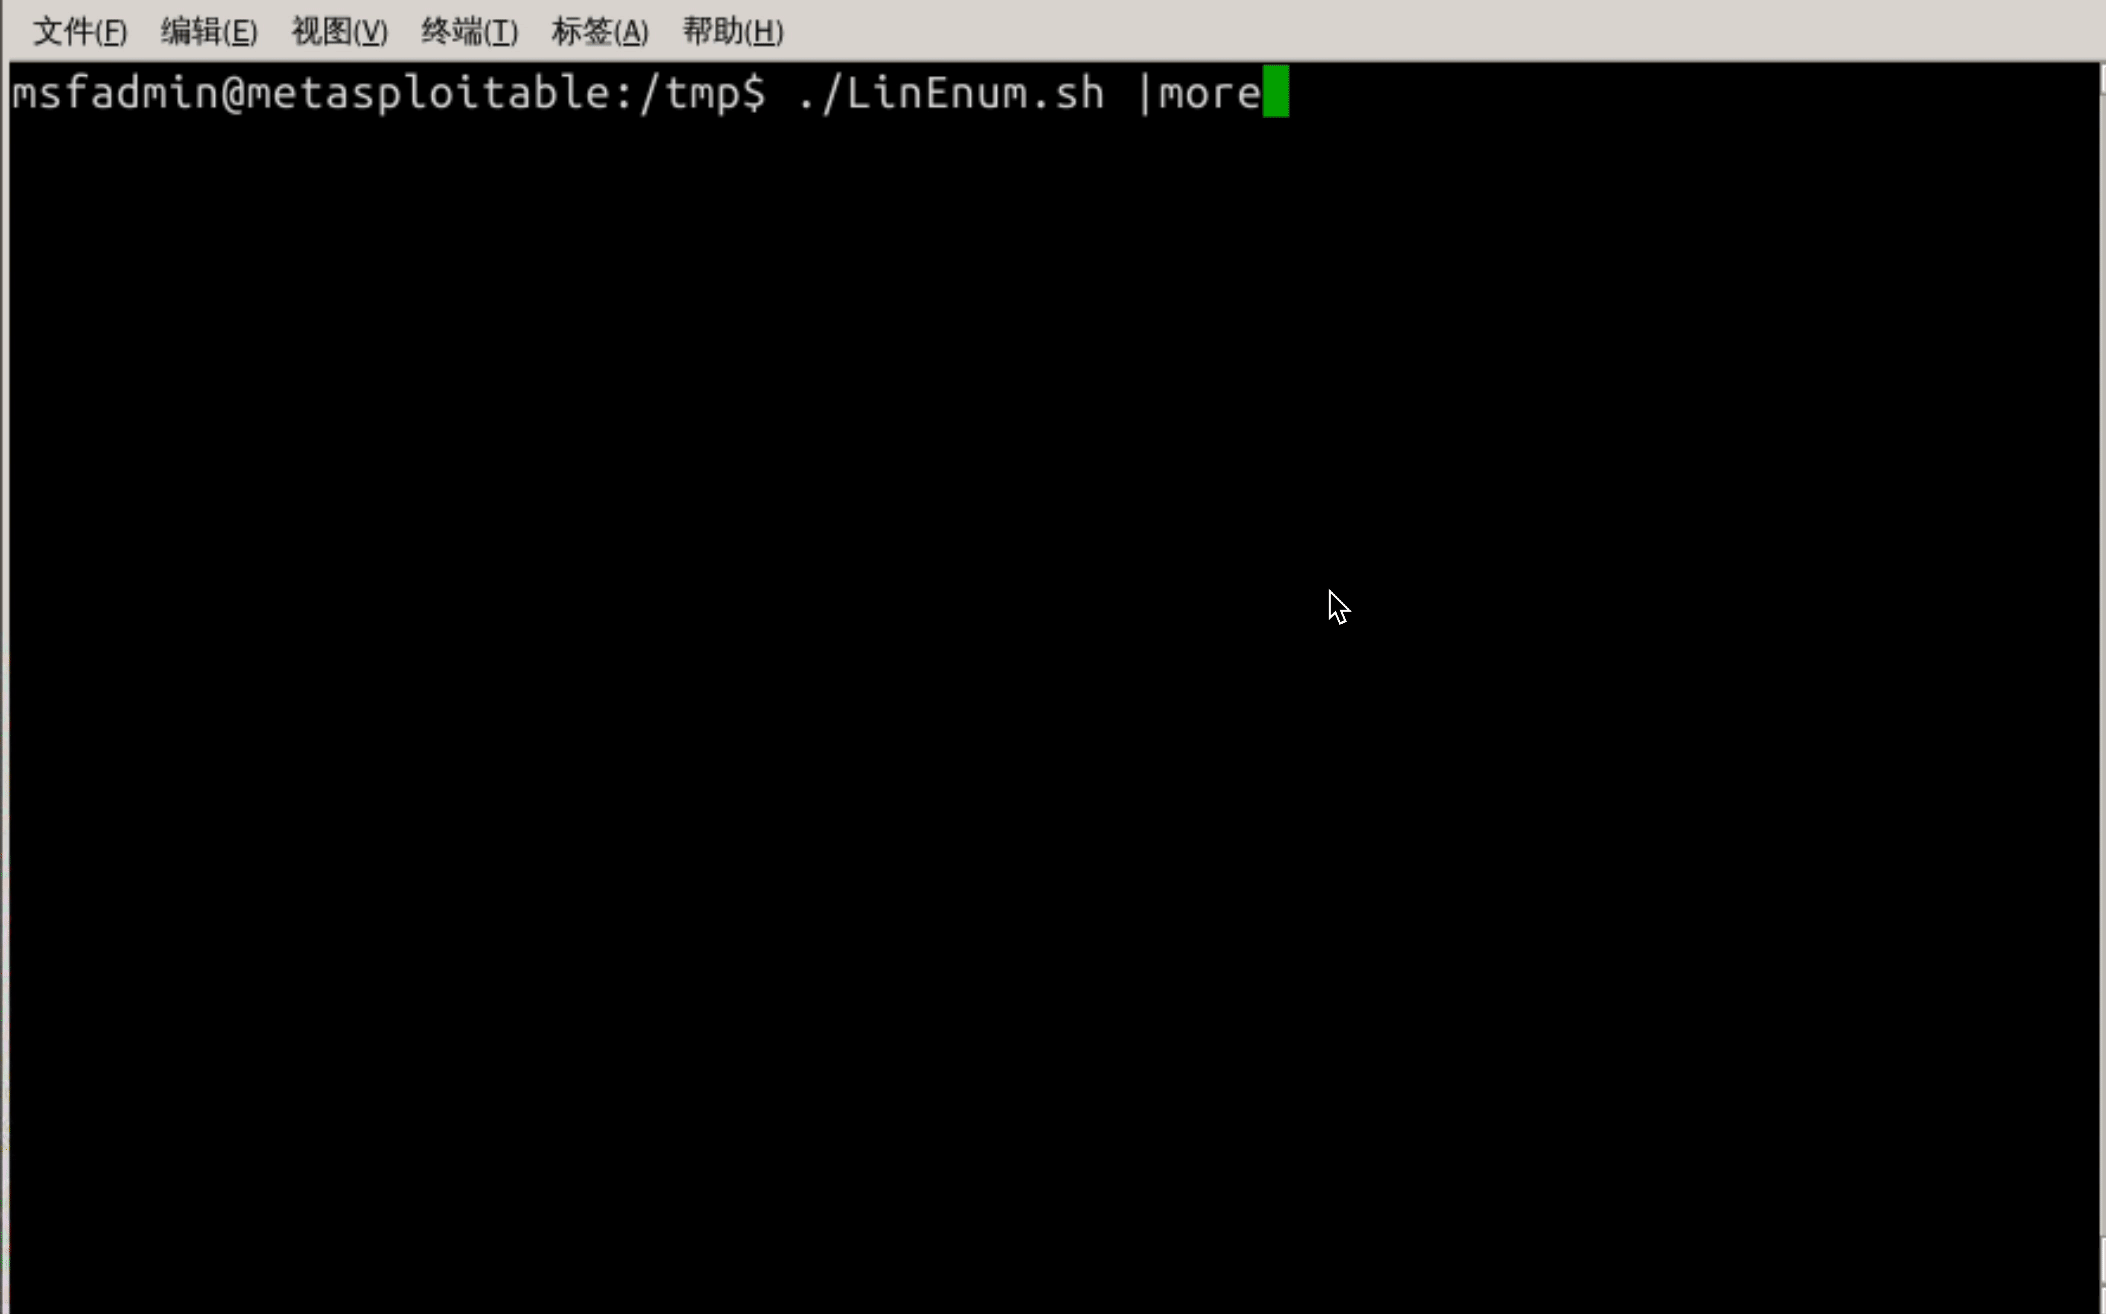 文件(F) 编辑(E) 视图(V) 终端(T) 标签(A) 帮助(H)
msfadmin@metasploitable:/tmp$ ./LinEnum.sh |more